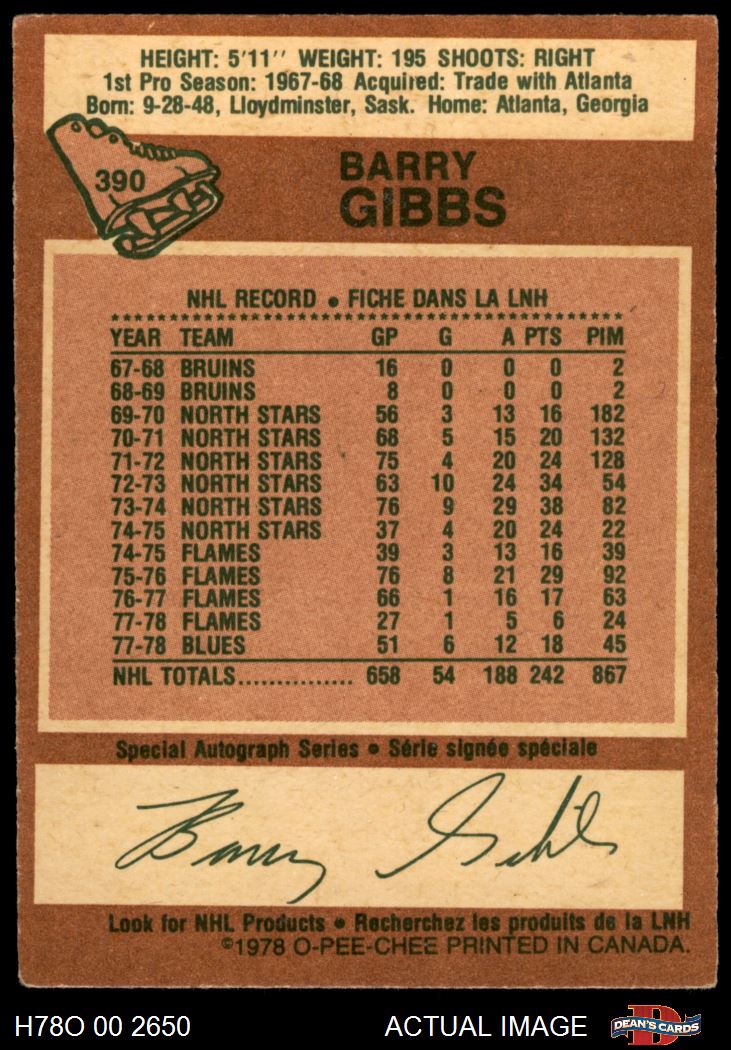 HEIGHT: 5'11'' WEIGHT: 195 SHOOTS: RIGHT
1st Pro Season: 1967-68 Acquired: Trade with Atlanta
Born: 9-28-48, Lloydminster, Sask. Home: Atlanta, Georgia
390
BARRY
GIBBS
NHL RECORD • FICHE DANS LA LNH
YEAR TEAM GP G A PTS PIM
67-68 BRUINS 16 0 0 0 2
68-69 BRUINS 8 0 0 0 2
69-70 NORTH STARS 56 3 13 16 182
70-71 NORTH STARS 68 5 15 20 132
71-72 NORTH STARS 75 4 20 24 128
72-73 NORTH STARS 63 10 24 34 54
73-74 NORTH STARS 76 9 29 38 82
74-75 NORTH STARS 37 4 20 24 22
74-75 FLAMES 39 3 13 16 39
75-76 FLAMES 76 8 21 29 92
76-77 FLAMES 66 1 16 17 63
77-78 FLAMES 27 1 5 6 24
77-78 BLUES 51 6 12 18 45
NHL TOTALS............... 658 54 188 242 867
Special Autograph Series • Série signée spéciale
Barry Gibbs
Look for NHL Products • Recherchez les produits de la LNH
©1978 O-PEE-CHEE PRINTED IN CANADA.
H78O 00 2650 ACTUAL IMAGE D DEAN'S CARDS